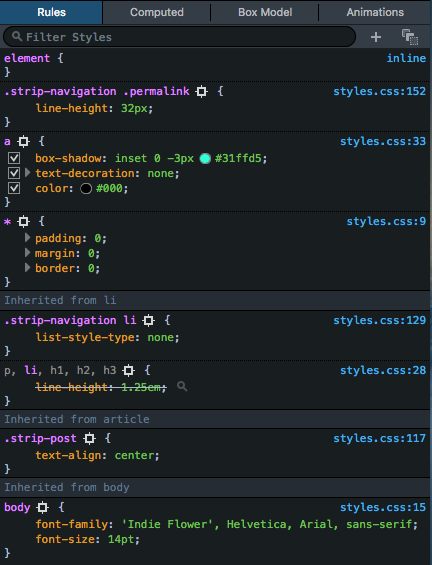 Rules Computed Box Model Animations
Filter Styles
element { inline
}
.strip-navigation .permalink { styles.css:152
line-height: 32px;
}
a { styles.css:33
box-shadow: inset 0 -3px #31ffd5;
text-decoration: none;
color: #000;
}
* { styles.css:9
padding: 0;
margin: 0;
border: 0;
}
Inherited from li
.strip-navigation li { styles.css:129
list-style-type: none;
}
p, li, h1, h2, h3 { styles.css:28
line-height: 1.25em;
}
Inherited from article
.strip-post { styles.css:117
text-align: center;
}
Inherited from body
body { styles.css:15
font-family: 'Indie Flower', Helvetica, Arial, sans-serif;
font-size: 14pt;
}